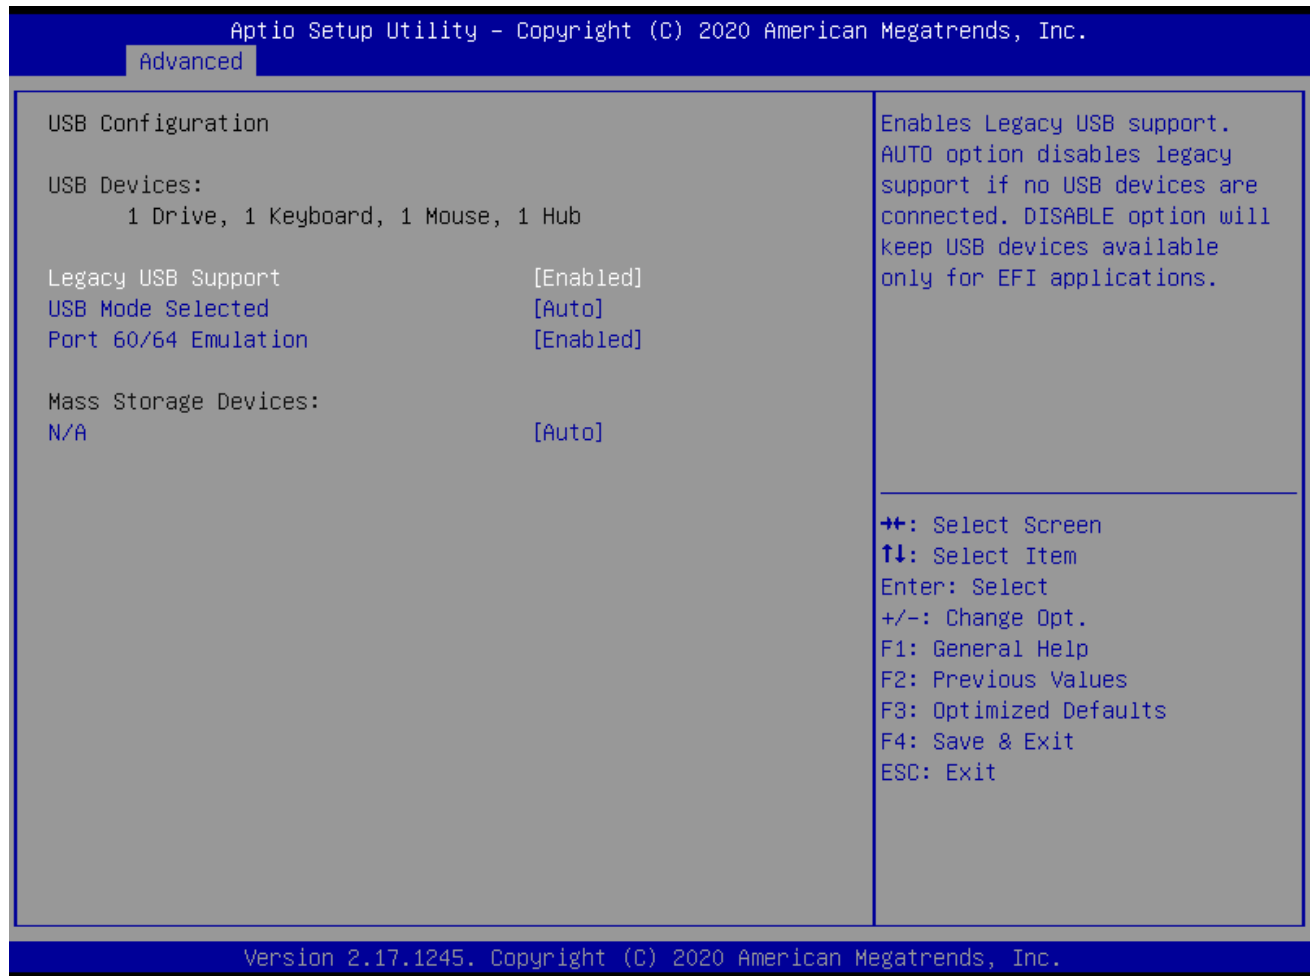 Aptio Setup Utility – Copyright (C) 2020 American Megatrends, Inc.
Advanced
USB Configuration
USB Devices:
1 Drive, 1 Keyboard, 1 Mouse, 1 Hub
Legacy USB Support [Enabled]
USB Mode Selected [Auto]
Port 60/64 Emulation [Enabled]
Mass Storage Devices:
N/A [Auto]
Enables Legacy USB support.
AUTO option disables legacy
support if no USB devices are
connected. DISABLE option will
keep USB devices available
only for EFI applications.
→←: Select Screen
↑↓: Select Item
Enter: Select
+/-: Change Opt.
F1: General Help
F2: Previous Values
F3: Optimized Defaults
F4: Save & Exit
ESC: Exit
Version 2.17.1245. Copyright (C) 2020 American Megatrends, Inc.